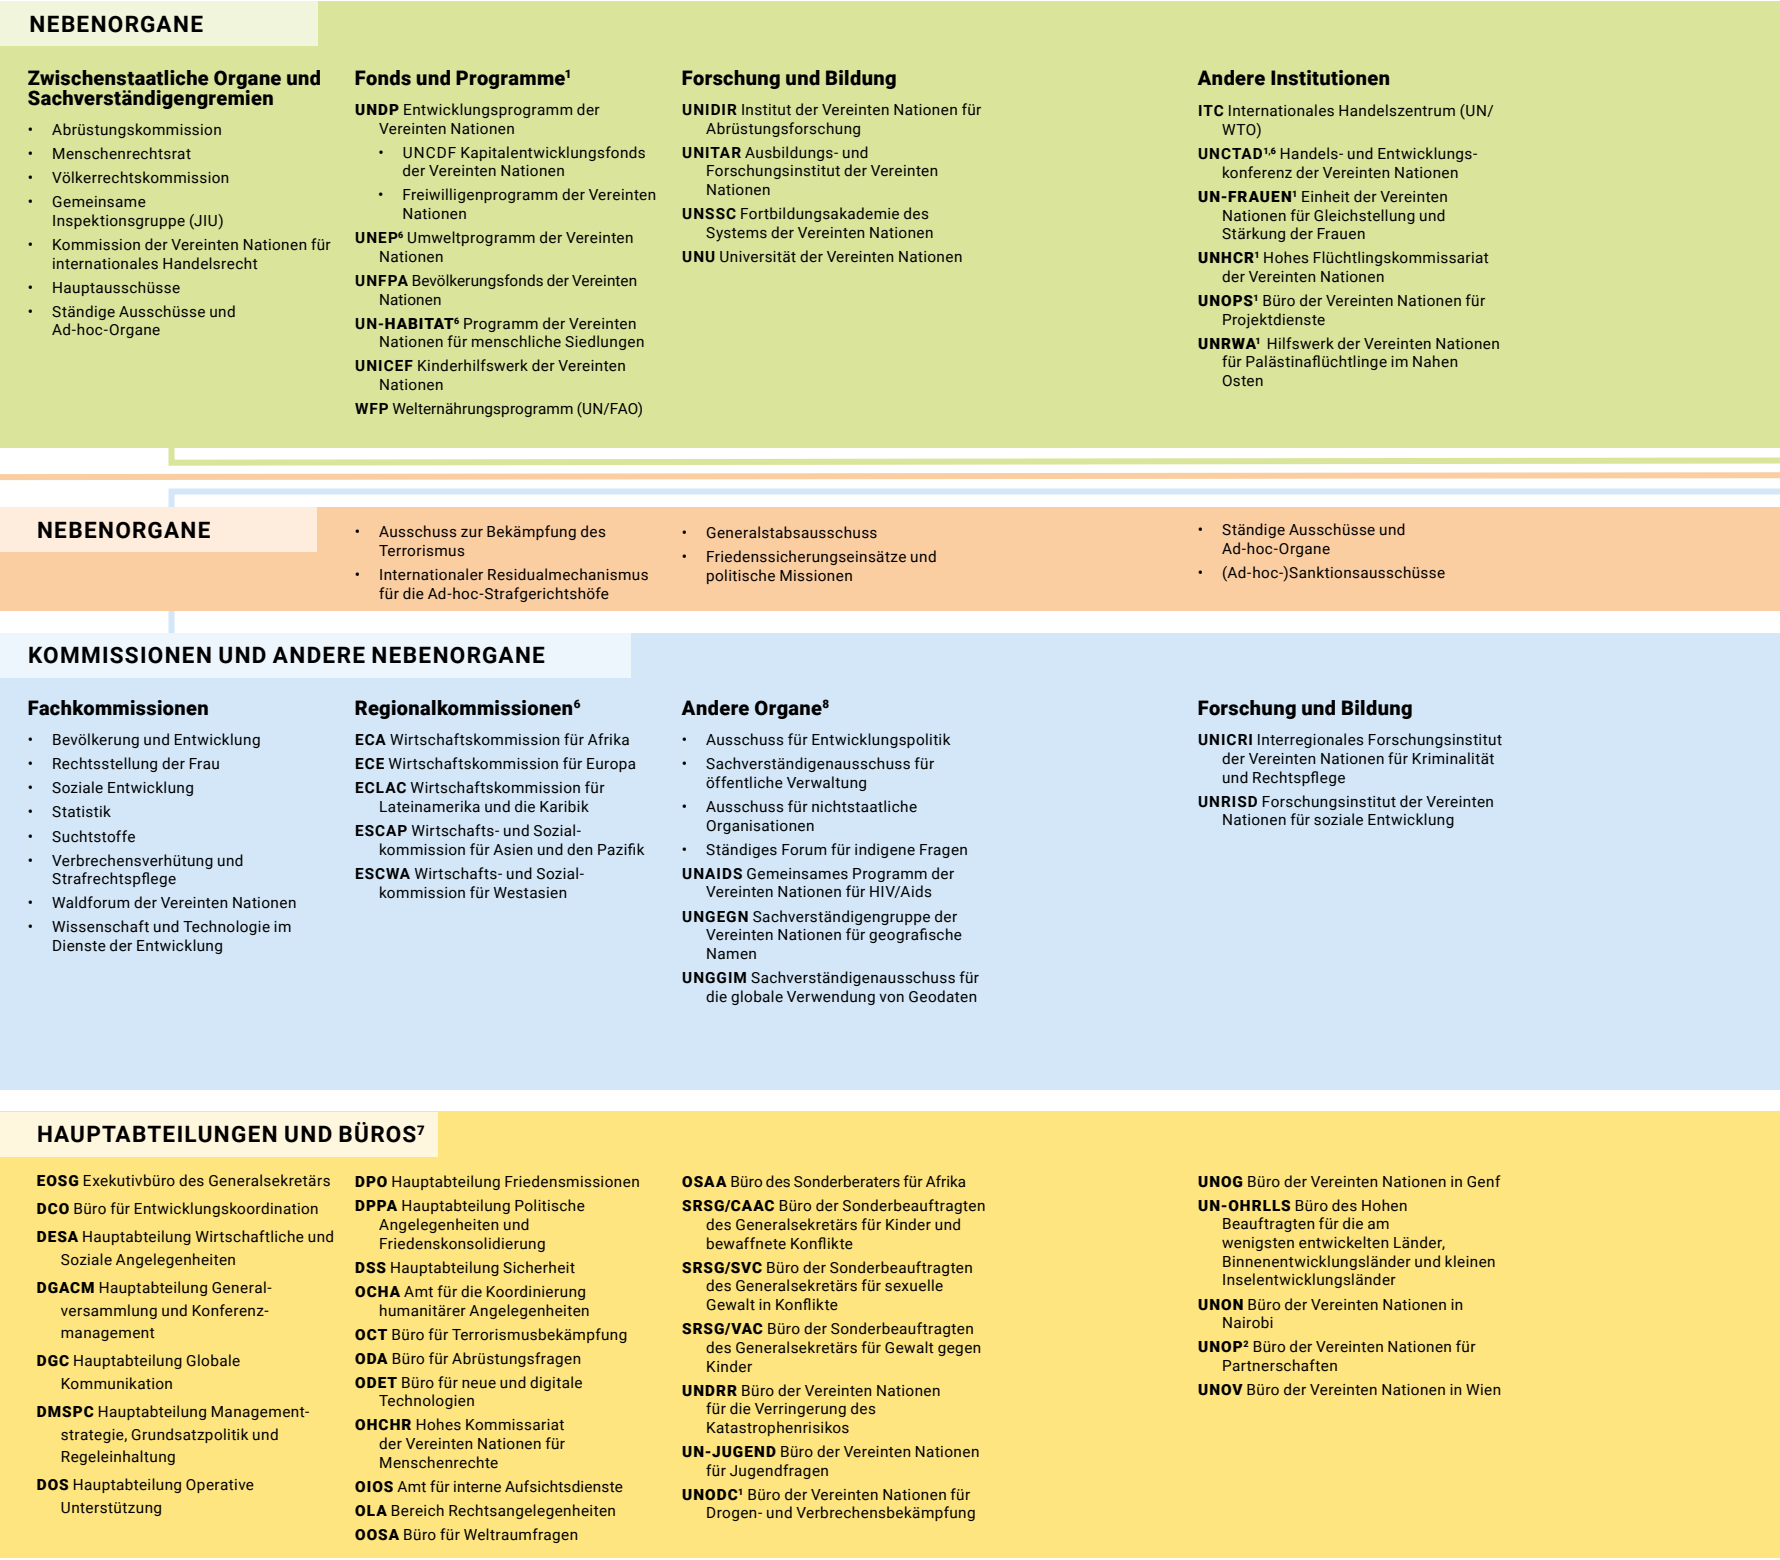 NEBENORGANE
Zwischenstaatliche Organe und
Sachverständigengremien
• Abrüstungskommission
• Menschenrechtsrat
• Völkerrechtskommission
• Gemeinsame
Inspektionsgruppe (JIU)
• Kommission der Vereinten Nationen für
internationales Handelsrecht
• Hauptausschüsse
• Ständige Ausschüsse und
Ad-hoc-Organe
Fonds und Programme¹
UNDP Entwicklungsprogramm der
Vereinten Nationen
• UNCDF Kapitalentwicklungsfonds
der Vereinten Nationen
• Freiwilligenprogramm der Vereinten
Nationen
UNEP⁶ Umweltprogramm der Vereinten
Nationen
UNFPA Bevölkerungsfonds der Vereinten
Nationen
UN-HABITAT⁶ Programm der Vereinten
Nationen für menschliche Siedlungen
UNICEF Kinderhilfswerk der Vereinten
Nationen
WFP Welternährungsprogramm (UN/FAO)
Forschung und Bildung
UNIDIR Institut der Vereinten Nationen für
Abrüstungsforschung
UNITAR Ausbildungs- und
Forschungsinstitut der Vereinten
Nationen
UNSSC Fortbildungsakademie des
Systems der Vereinten Nationen
UNU Universität der Vereinten Nationen
Andere Institutionen
ITC Internationales Handelszentrum (UN/
WTO)
UNCTAD¹,⁶ Handels- und Entwicklungs-
konferenz der Vereinten Nationen
UN-FRAUEN¹ Einheit der Vereinten
Nationen für Gleichstellung und
Stärkung der Frauen
UNHCR¹ Hohes Flüchtlingskommissariat
der Vereinten Nationen
UNOPS¹ Büro der Vereinten Nationen für
Projektdienste
UNRWA¹ Hilfswerk der Vereinten Nationen
für Palästinaflüchtlinge im Nahen
Osten
NEBENORGANE
• Ausschuss zur Bekämpfung des
Terrorismus
• Internationaler Residualmechanismus
für die Ad-hoc-Strafgerichtshöfe
• Generalstabsausschuss
• Friedenssicherungseinsätze und
politische Missionen
• Ständige Ausschüsse und
Ad-hoc-Organe
• (Ad-hoc-)Sanktionsausschüsse
KOMMISSIONEN UND ANDERE NEBENORGANE
Fachkommissionen
• Bevölkerung und Entwicklung
• Rechtsstellung der Frau
• Soziale Entwicklung
• Statistik
• Suchtstoffe
• Verbrechensverhütung und
Strafrechtspflege
• Waldforum der Vereinten Nationen
• Wissenschaft und Technologie im
Dienste der Entwicklung
Regionalkommissionen⁶
ECA Wirtschaftskommission für Afrika
ECE Wirtschaftskommission für Europa
ECLAC Wirtschaftskommission für
Lateinamerika und die Karibik
ESCAP Wirtschafts- und Sozial-
kommission für Asien und den Pazifik
ESCWA Wirtschafts- und Sozial-
kommission für Westasien
Andere Organe⁸
• Ausschuss für Entwicklungspolitik
• Sachverständigenausschuss für
öffentliche Verwaltung
• Ausschuss für nichtstaatliche
Organisationen
• Ständiges Forum für indigene Fragen
UNAIDS Gemeinsames Programm der
Vereinten Nationen für HIV/Aids
UNGEGN Sachverständigengruppe der
Vereinten Nationen für geografische
Namen
UNGGIM Sachverständigenausschuss für
die globale Verwendung von Geodaten
Forschung und Bildung
UNICRI Interregionales Forschungsinstitut
der Vereinten Nationen für Kriminalität
und Rechtspflege
UNRISD Forschungsinstitut der Vereinten
Nationen für soziale Entwicklung
HAUPTABTEILUNGEN UND BÜROS⁷
EOSG Exekutivbüro des Generalsekretärs
DCO Büro für Entwicklungskoordination
DESA Hauptabteilung Wirtschaftliche und
Soziale Angelegenheiten
DGACM Hauptabteilung General-
versammlung und Konferenz-
management
DGC Hauptabteilung Globale
Kommunikation
DMSPC Hauptabteilung Management-
strategie, Grundsatzpolitik und
Regeleinhaltung
DOS Hauptabteilung Operative
Unterstützung
DPO Hauptabteilung Friedensmissionen
DPPA Hauptabteilung Politische
Angelegenheiten und
Friedenskonsolidierung
DSS Hauptabteilung Sicherheit
OCHA Amt für die Koordinierung
humanitärer Angelegenheiten
OCT Büro für Terrorismusbekämpfung
ODA Büro für Abrüstungsfragen
ODET Büro für neue und digitale
Technologien
OHCHR Hohes Kommissariat
der Vereinten Nationen für
Menschenrechte
OIOS Amt für interne Aufsichtsdienste
OLA Bereich Rechtsangelegenheiten
OOSA Büro für Weltraumfragen
OSAA Büro des Sonderberaters für Afrika
SRSG/CAAC Büro der Sonderbeauftragten
des Generalsekretärs für Kinder und
bewaffnete Konflikte
SRSG/SVC Büro der Sonderbeauftragten
des Generalsekretärs für sexuelle
Gewalt in Konflikte
SRSG/VAC Büro der Sonderbeauftragten
des Generalsekretärs für Gewalt gegen
Kinder
UNDRR Büro der Vereinten Nationen
für die Verringerung des
Katastrophenrisikos
UN-JUGEND Büro der Vereinten Nationen
für Jugendfragen
UNODC¹ Büro der Vereinten Nationen für
Drogen- und Verbrechensbekämpfung
UNOG Büro der Vereinten Nationen in Genf
UN-OHRLLS Büro des Hohen
Beauftragten für die am
wenigsten entwickelten Länder,
Binnenentwicklungsländer und kleinen
Inselentwicklungsländer
UNON Büro der Vereinten Nationen in
Nairobi
UNOP² Büro der Vereinten Nationen für
Partnerschaften
UNOV Büro der Vereinten Nationen in Wien